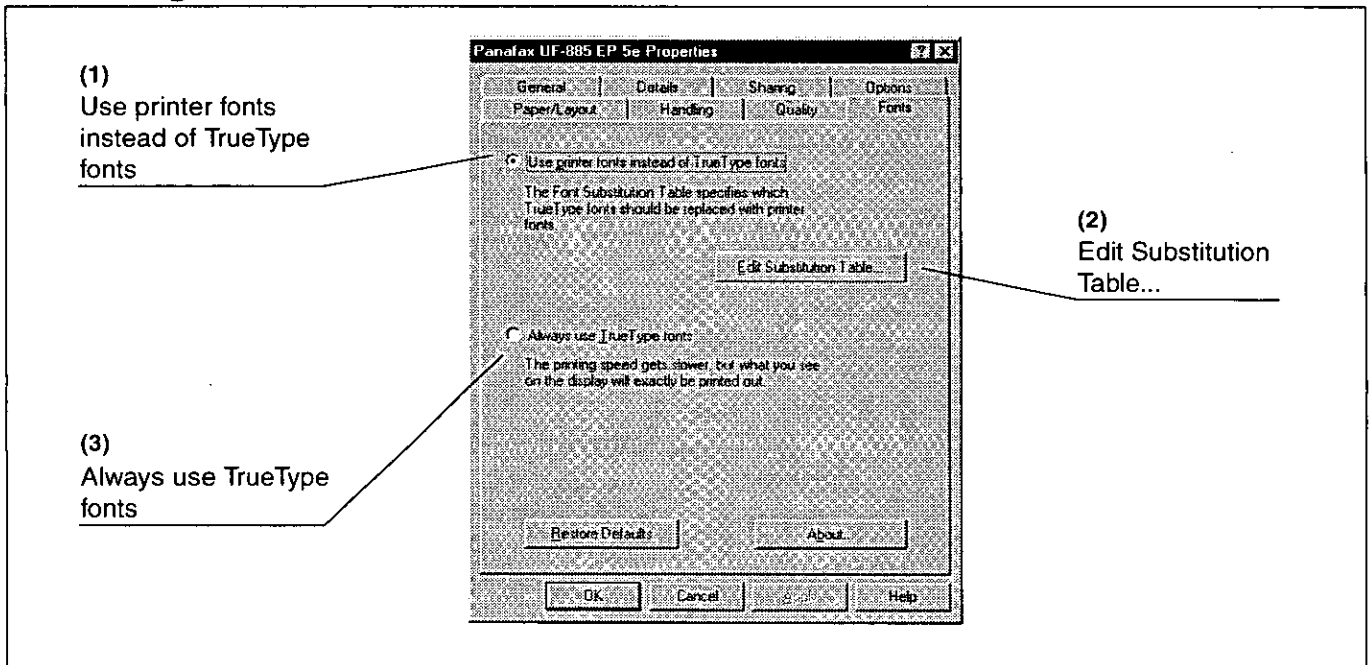 (1)
Use printer fonts
instead of TrueType
fonts
Panafax UF-885 EP 5e Properties
General Details Sharing Options
Paper/Layout Handling Quality Fonts
Use printer fonts instead of TrueType fonts
The Font Substitution Table specifies which
TrueType fonts should be replaced with printer
fonts.
Edit Substitution Table...
(2)
Edit Substitution
Table...
Always use TrueType fonts
The printing speed gets slower, but what you see
on the display will exactly be printed out.
(3)
Always use TrueType
fonts
Restore Defaults About...
OK Cancel Help